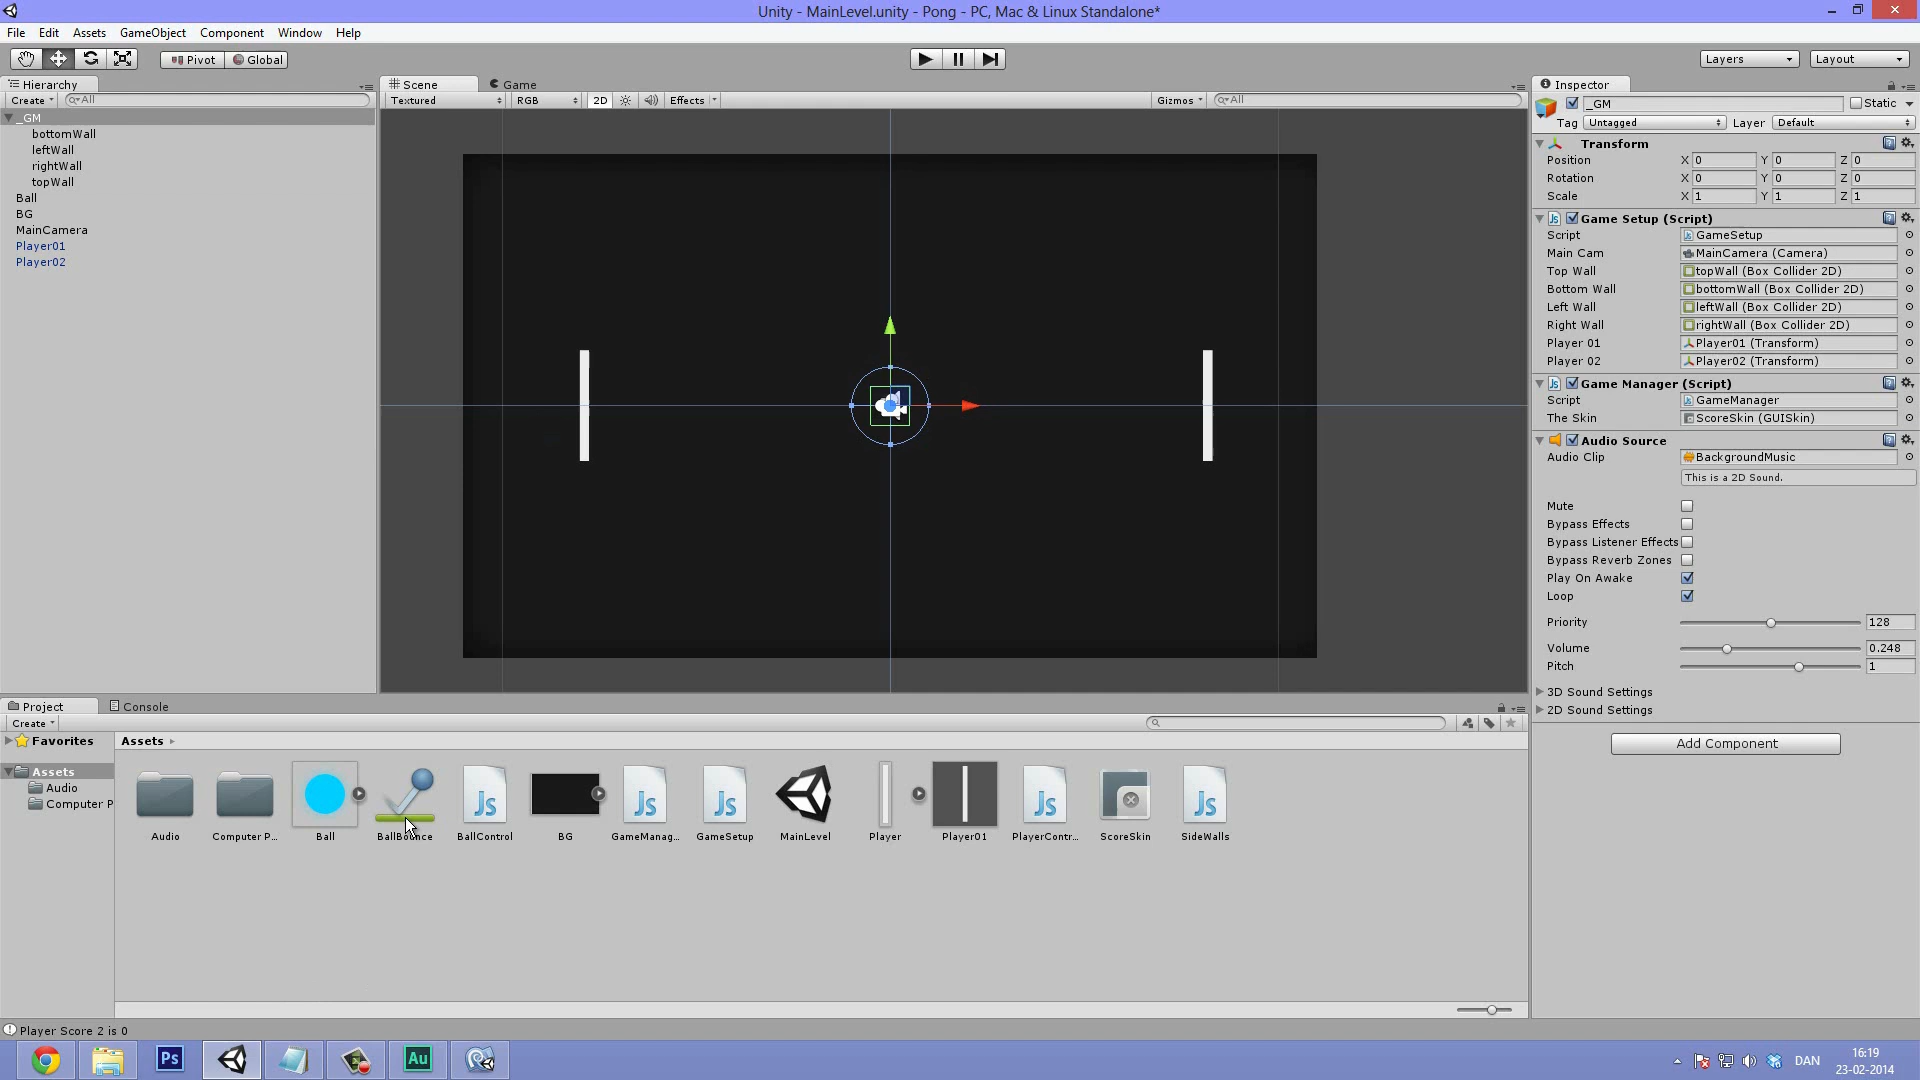 Unity - MainLevel.unity - Pong - PC, Mac & Linux Standalone*
File Edit Assets GameObject Component Window Help
Pivot Global Layers Layout
Hierarchy
Create All
_GM
bottomWall
leftWall
rightWall
topWall
Ball
BG
MainCamera
Player01
Player02
Scene Game
Textured RGB 2D Effects Gizmos All
Inspector
_GM Static
Tag Untagged Layer Default
Transform
Position X 0 Y 0 Z 0
Rotation X 0 Y 0 Z 0
Scale X 1 Y 1 Z 1
Game Setup (Script)
Script GameSetup
Main Cam MainCamera (Camera)
Top Wall topWall (Box Collider 2D)
Bottom Wall bottomWall (Box Collider 2D)
Left Wall leftWall (Box Collider 2D)
Right Wall rightWall (Box Collider 2D)
Player 01 Player01 (Transform)
Player 02 Player02 (Transform)
Game Manager (Script)
Script GameManager
The Skin ScoreSkin (GUISkin)
Audio Source
Audio Clip BackgroundMusic
This is a 2D Sound.
Mute
Bypass Effects
Bypass Listener Effects
Bypass Reverb Zones
Play On Awake
Loop
Priority 128
Volume 0.248
Pitch 1
3D Sound Settings
2D Sound Settings
Add Component
Project Console
Create
Favorites
Assets
Audio
Computer P
Assets
Js Js Js Js Js
Audio Computer P... Ball BallBounce BallControl BG GameManag... GameSetup MainLevel Player Player01 PlayerContr... ScoreSkin SideWalls
Player Score 2 is 0
Ps Au
DAN
16:19
23-02-2014